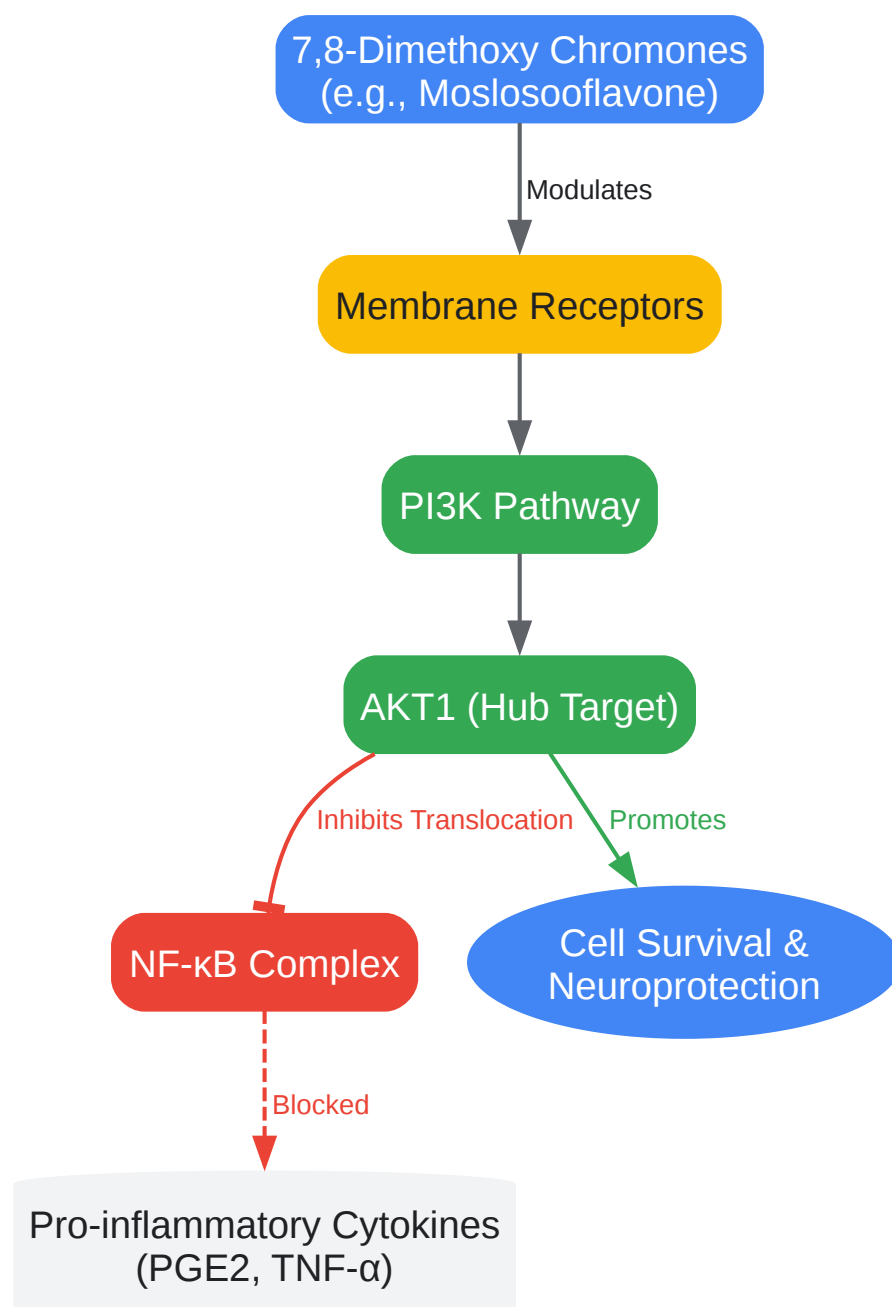 7,8-Dimethoxy Chromones
(e.g., Moslosooflavone)
Modulates
Membrane Receptors
PI3K Pathway
AKT1 (Hub Target)
Inhibits Translocation
Promotes
NF-κB Complex
Cell Survival &
Neuroprotection
Blocked
Pro-inflammatory Cytokines
(PGE2, TNF-α)